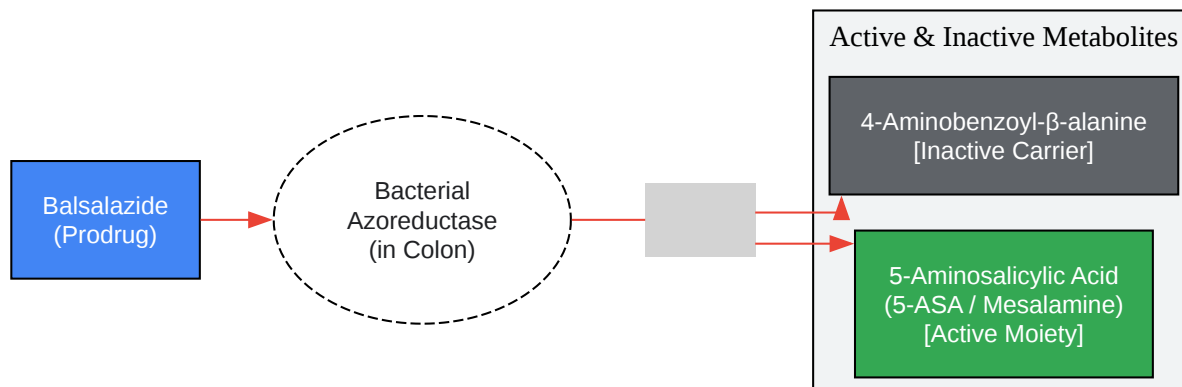 Active & Inactive Metabolites
4-Aminobenzoyl-β-alanine
[Inactive Carrier]
Balsalazide
(Prodrug)
Bacterial
Azoreductase
(in Colon)
5-Aminosalicylic Acid
(5-ASA / Mesalamine)
[Active Moiety]